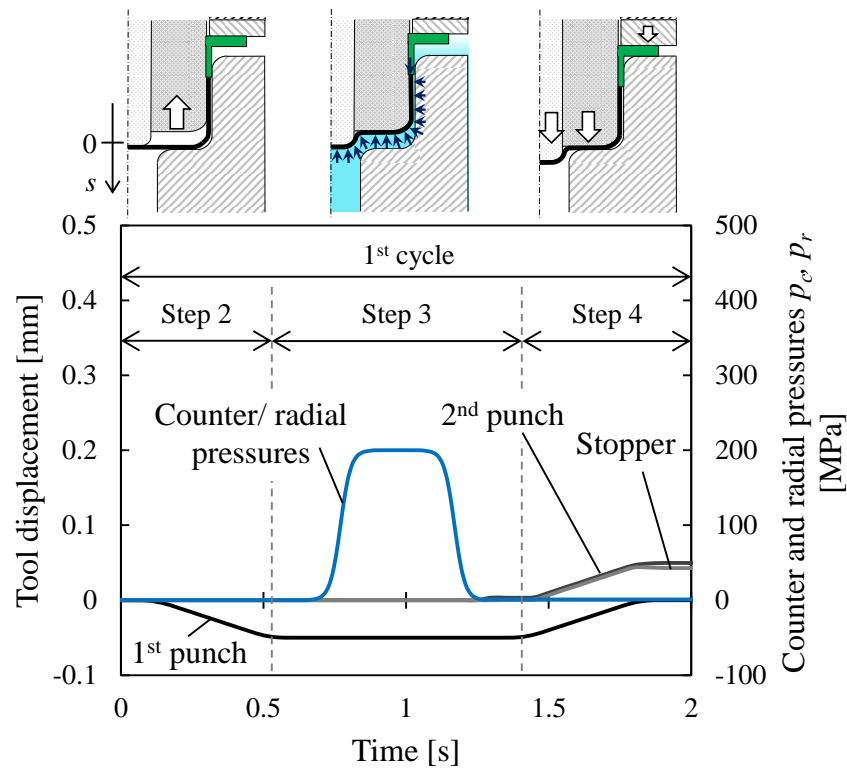 0
s
0.5
0.4
0.3
0.2
0.1
0
-0.1
Tool displacement [mm]
500
400
300
200
100
0
-100
Counter and radial pressures p_c, p_r
[MPa]
1st cycle
Step 2
Step 3
Step 4
Counter/ radial
pressures
2nd punch
Stopper
1st punch
0
0.5
1
1.5
2
Time [s]